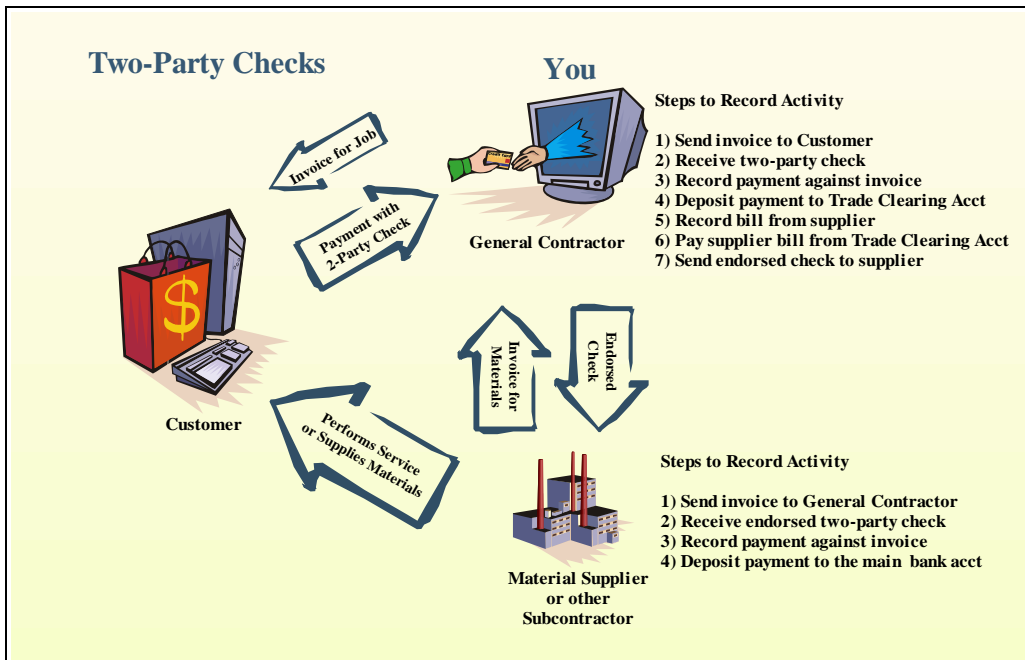 Two-Party Checks
You
Steps to Record Activity
1) Send invoice to Customer
2) Receive two-party check
3) Record payment against invoice
4) Deposit payment to Trade Clearing Acct
5) Record bill from supplier
6) Pay supplier bill from Trade Clearing Acct
7) Send endorsed check to supplier
Invoice for Job
Payment with
2-Party Check
General Contractor
$
Customer
Invoice for
Materials
Endorsed
Check
Performs Service
or Supplies Materials
Steps to Record Activity
1) Send invoice to General Contractor
2) Receive endorsed two-party check
3) Record payment against invoice
4) Deposit payment to the main bank acct
Material Supplier
or other
Subcontractor